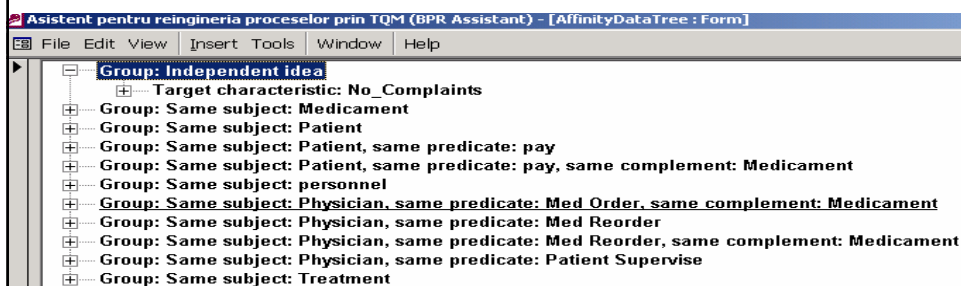 Asistent pentru reingineria proceselor prin TQM (BPR Assistant) - [AffinityDataTree : Form]
File Edit View Insert Tools Window Help
Group: Independent idea
Target characteristic: No_Complaints
Group: Same subject: Medicament
Group: Same subject: Patient
Group: Same subject: Patient, same predicate: pay
Group: Same subject: Patient, same predicate: pay, same complement: Medicament
Group: Same subject: personnel
Group: Same subject: Physician, same predicate: Med Order, same complement: Medicament
Group: Same subject: Physician, same predicate: Med Reorder
Group: Same subject: Physician, same predicate: Med Reorder, same complement: Medicament
Group: Same subject: Physician, same predicate: Patient Supervise
Group: Same subject: Treatment